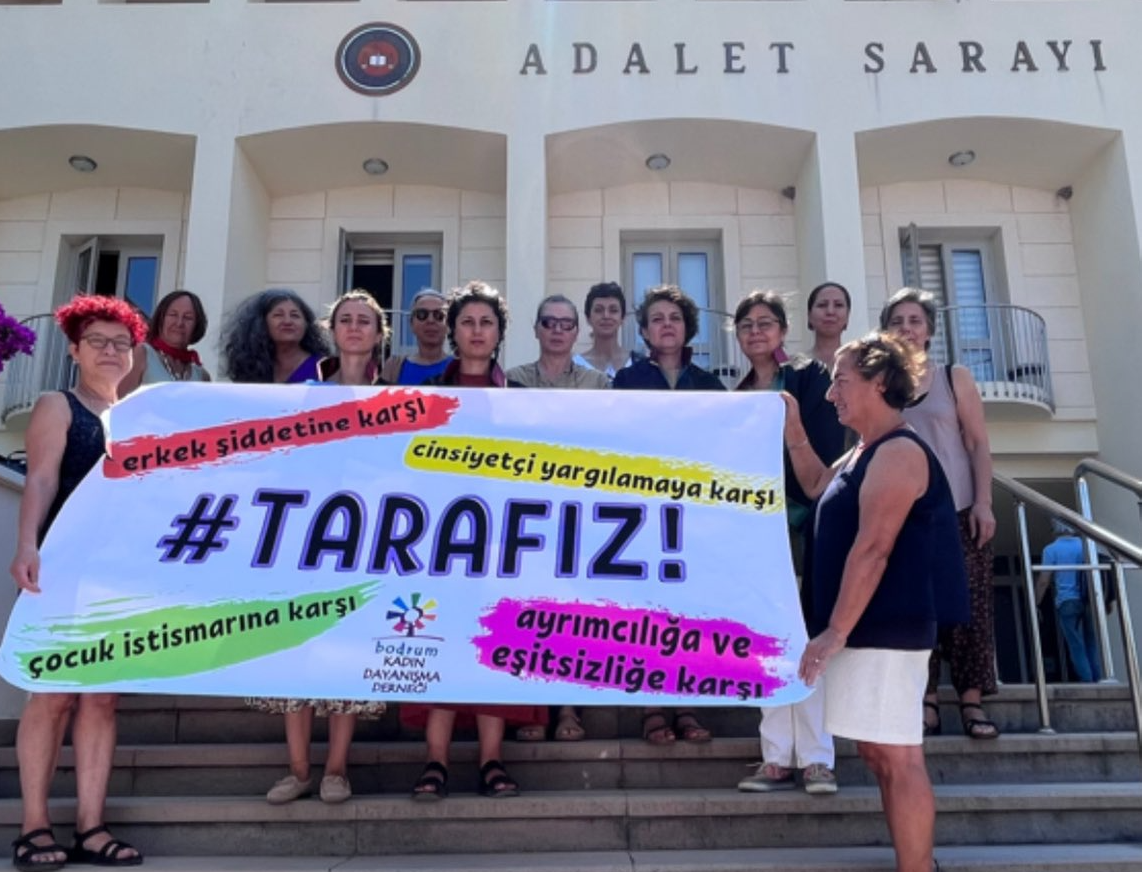 ADALET SARAYI
erkek şiddetine karşı
cinsiyetçi yargılamaya karşı
#TARAFIZ!
çocuk istismarına karşı
bodrum
KADIN
DAYANIŞMA
DERNEĞİ
ayrımcılığa ve
eşitsizliğe karşı